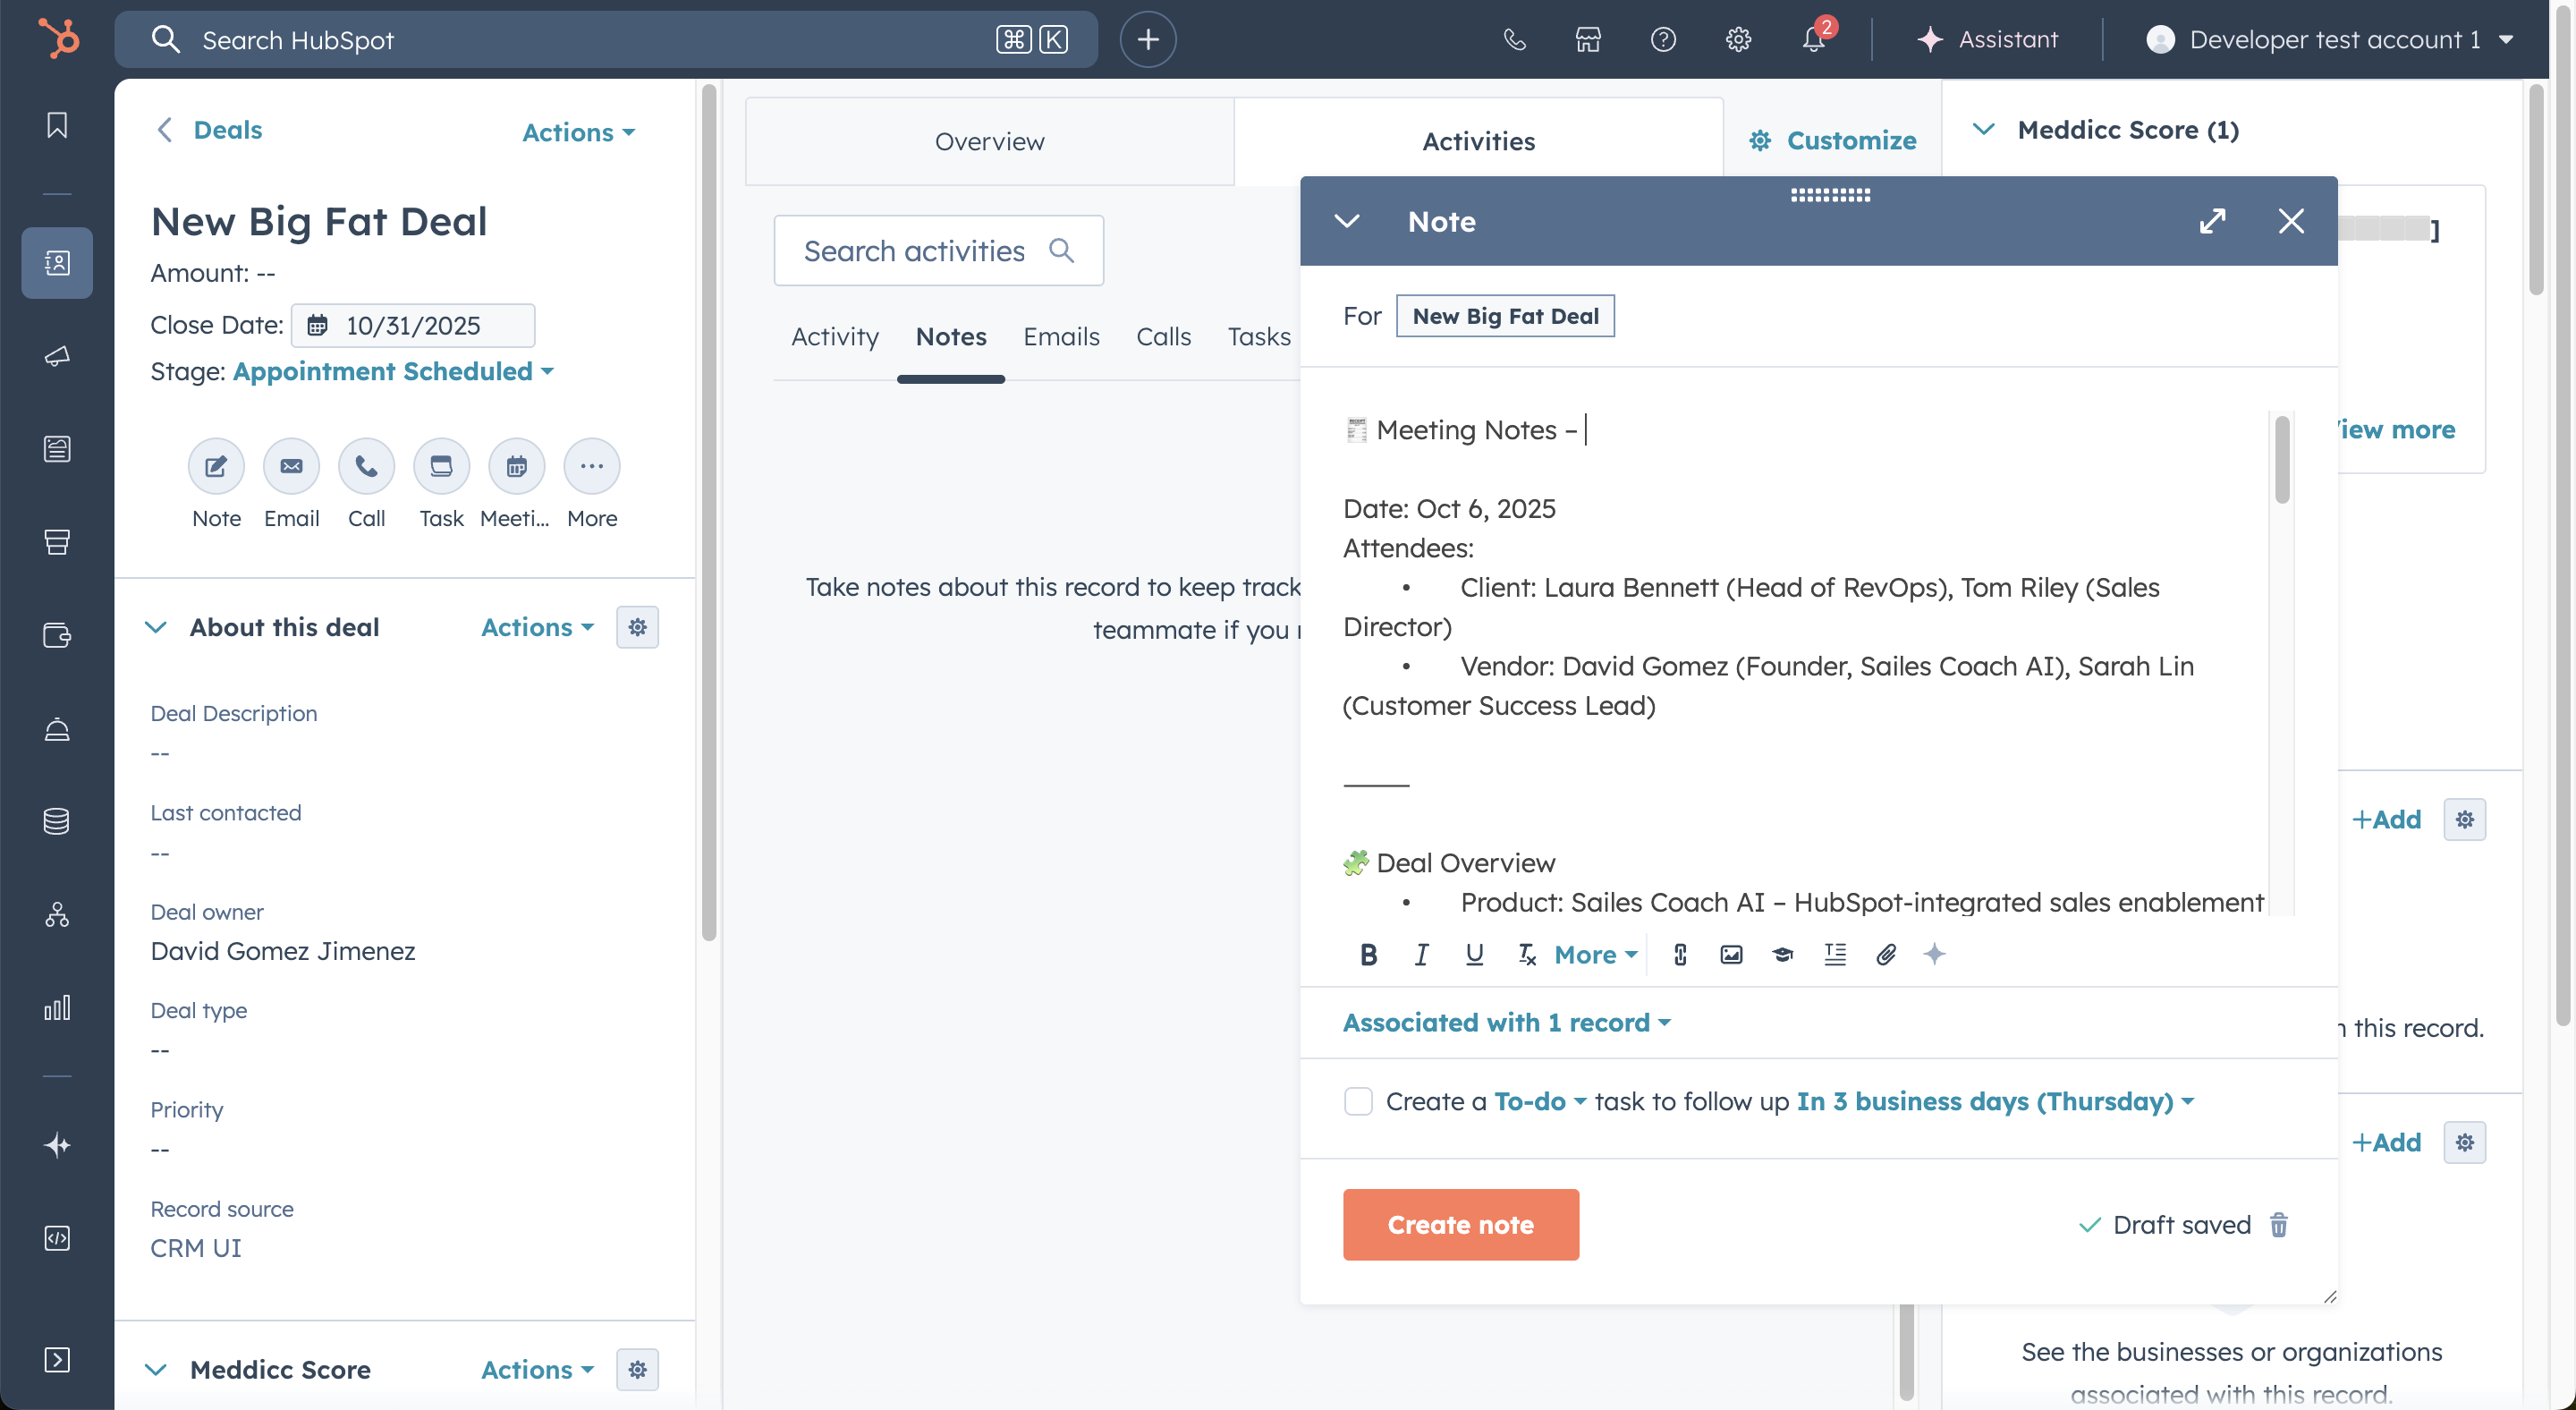 Search HubSpot
⌘ K
2
Assistant
Developer test account 1
Deals
Actions
New Big Fat Deal
Amount: --
Close Date: 10/31/2025
Stage: Appointment Scheduled
Note
Email
Call
Task
Meeti...
More
About this deal
Actions
Deal Description
--
Last contacted
--
Deal owner
David Gomez Jimenez
Deal type
--
Priority
--
Record source
CRM UI
Meddicc Score
Actions
Overview
Activities
Customize
Search activities
Activity
Notes
Emails
Calls
Tasks
Take notes about this record to keep track
teammate if you
Note
For New Big Fat Deal
Meeting Notes –
Date: Oct 6, 2025
Attendees:
• Client: Laura Bennett (Head of RevOps), Tom Riley (Sales
Director)
• Vendor: David Gomez (Founder, Sailes Coach AI), Sarah Lin
(Customer Success Lead)
⸻
🧩 Deal Overview
• Product: Sailes Coach AI – HubSpot-integrated sales enablement
B I U Tx More
Associated with 1 record
Create a To-do task to follow up In 3 business days (Thursday)
Create note
Draft saved
Meddicc Score (1)
]
View more
+Add
this record.
+Add
See the businesses or organizations
associated with this record.